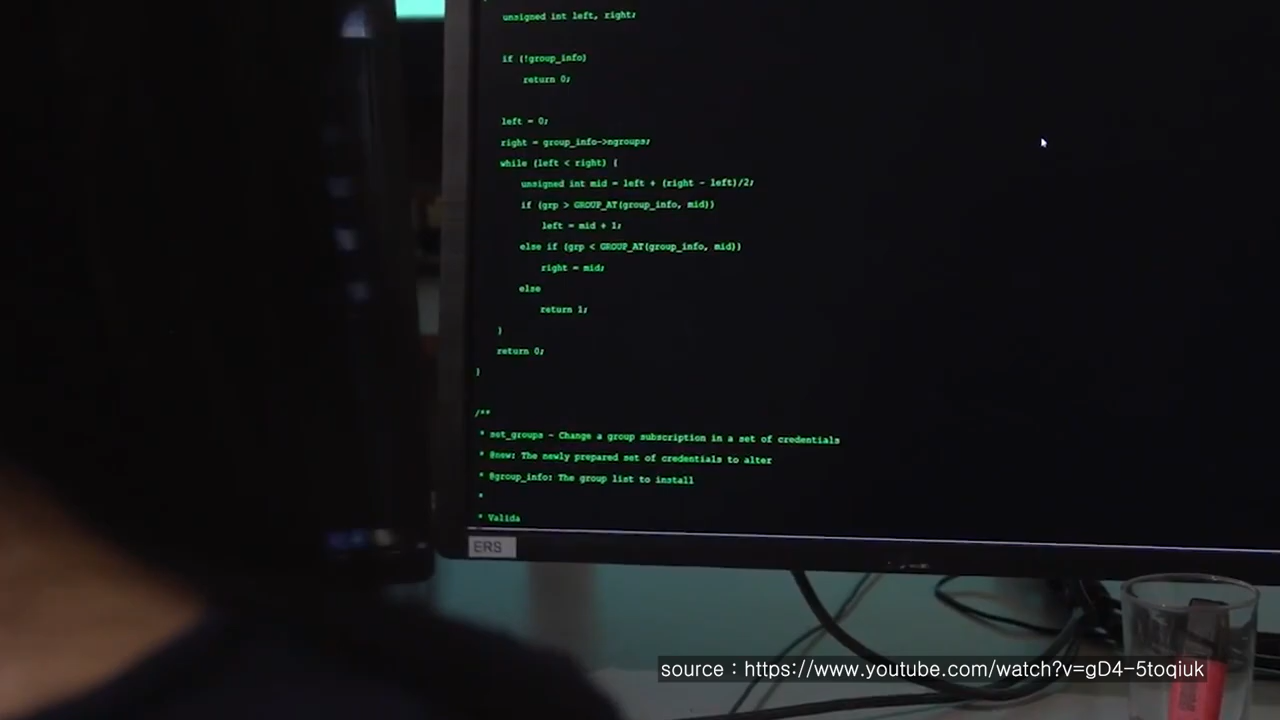 unsigned int left, right;
if (!group_info)
return 0;
left = 0;
right = group_info->ngroups;
while (left < right) {
unsigned int mid = left + (right - left)/2;
if (grp > GROUP_AT(group_info, mid))
left = mid + 1;
else if (grp < GROUP_AT(group_info, mid))
right = mid;
else
return 1;
}
return 0;
}
/**
* set_groups - Change a group subscription in a set of credentials
* @new: The newly prepared set of credentials to alter
* @group_info: The group list to install
*
* Valida
ERS
source : https://www.youtube.com/watch?v=gD4-5toqiuk